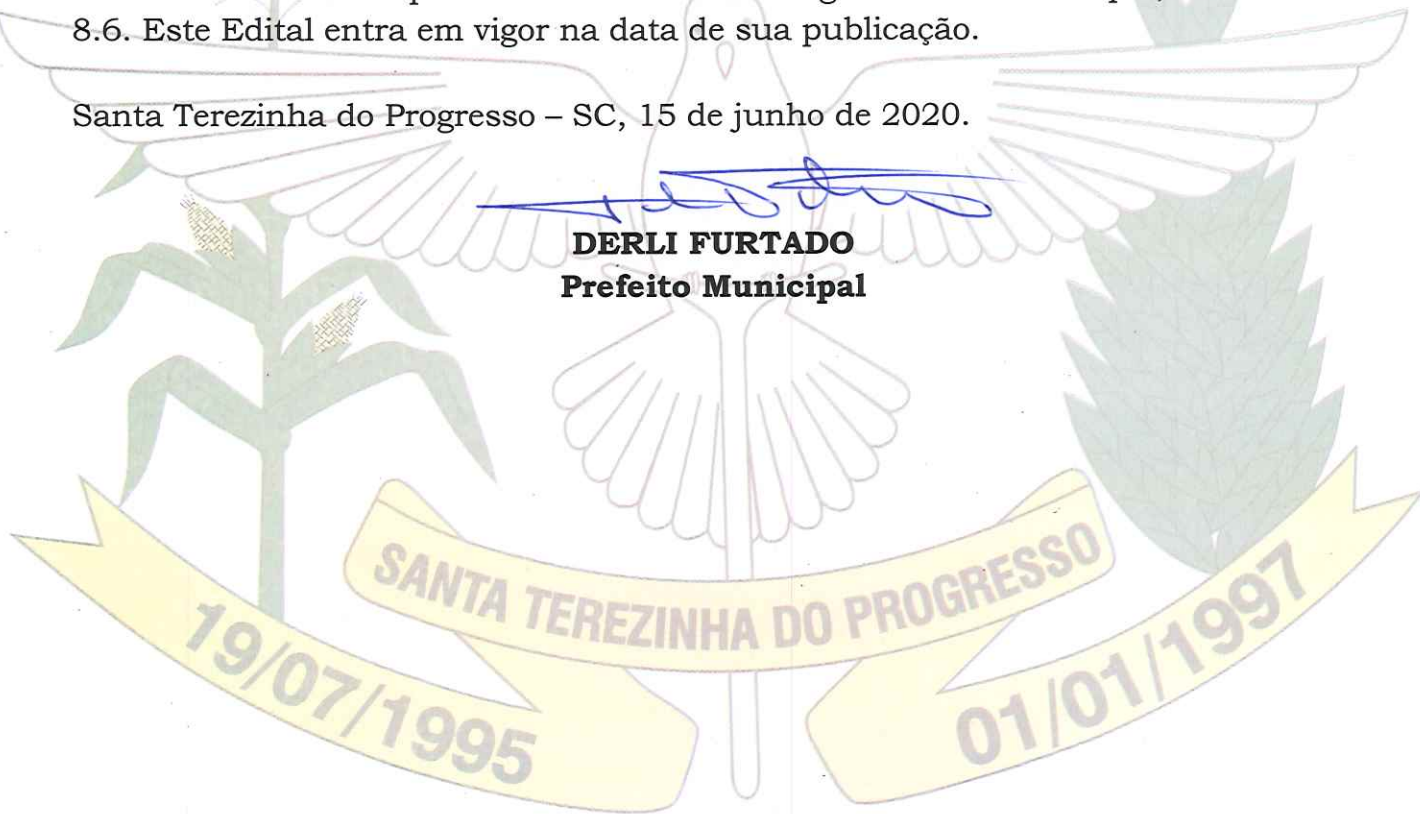 8.6. Este Edital entra em vigor na data de sua publicação.
Santa Terezinha do Progresso – SC, 15 de junho de 2020.
DERLI FURTADO
Prefeito Municipal
SANTA TEREZINHA DO PROGRESSO
19/07/1995
01/01/1997